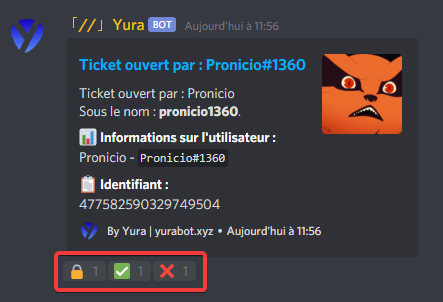 「//」Yura BOT Aujourd'hui à 11:56
Ticket ouvert par : Pronicio#1360
Ticket ouvert par : Pronicio
Sous le nom : pronicio1360.
📊 Informations sur l'utilisateur :
Pronicio - Pronicio#1360
📋 Identifiant :
477582590329749504
By Yura | yurabot.xyz • Aujourd'hui à 11:56
🔒 1 ✅ 1 ❌ 1